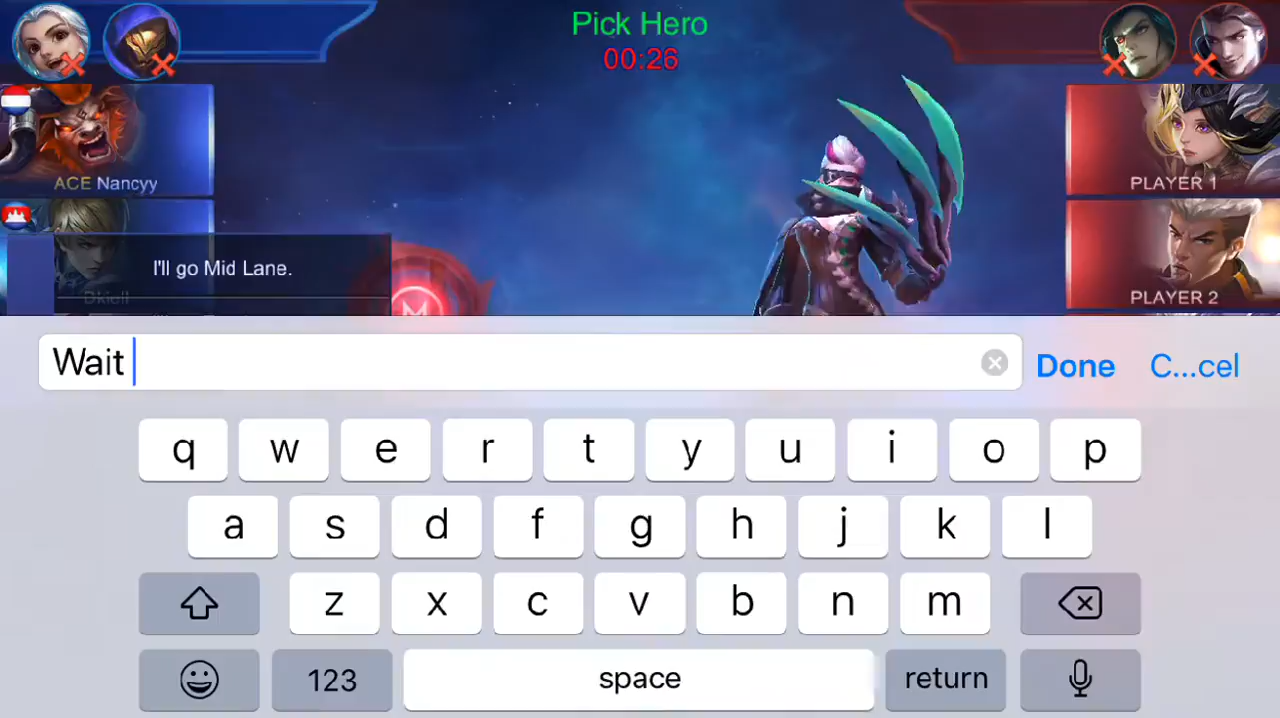 Pick Hero
00:26
ACE Nancyy
PLAYER 1
I'll go Mid Lane.
Dkiell
PLAYER 2
Wait
Done
C...cel
q w e r t y u i o p
a s d f g h j k l
z x c v b n m
123 space return